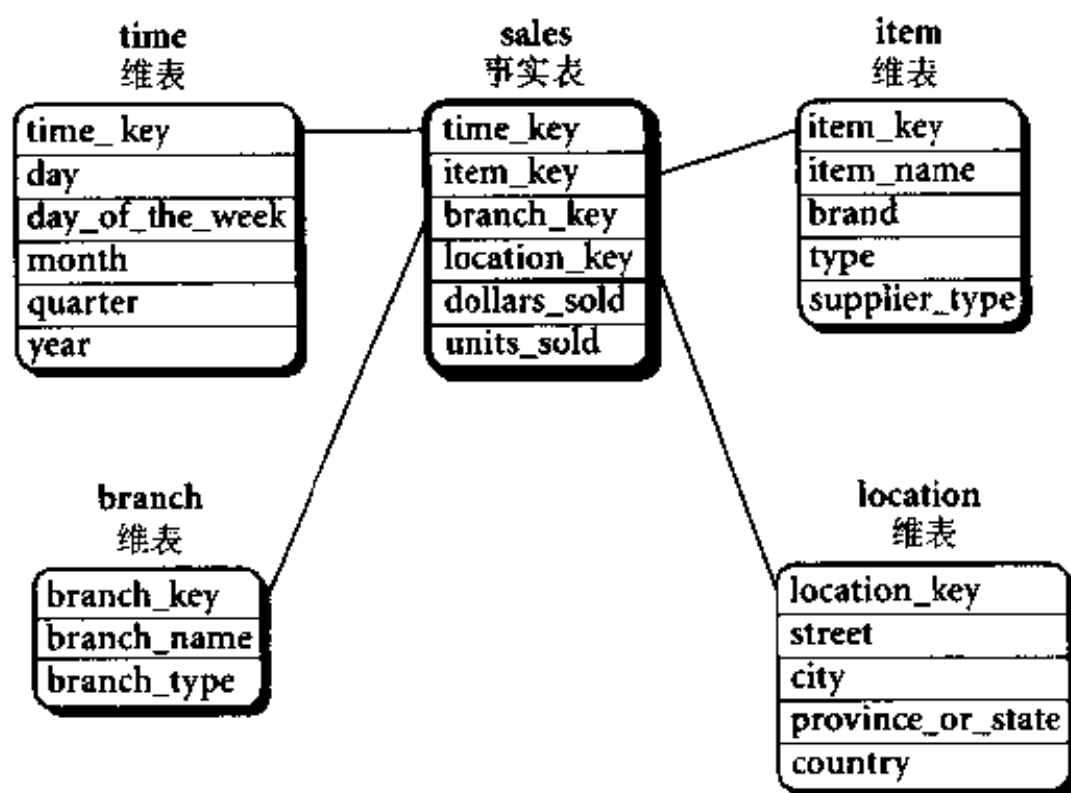 time
维表
time_ key
day
day_of_the_week
month
quarter
year
sales
事实表
time_key
item_key
branch_key
location_key
dollars_sold
units_sold
item
维表
item_key
item_name
brand
type
supplier_type
branch
维表
branch_key
branch_name
branch_type
location
维表
location_key
street
city
province_or_state
country